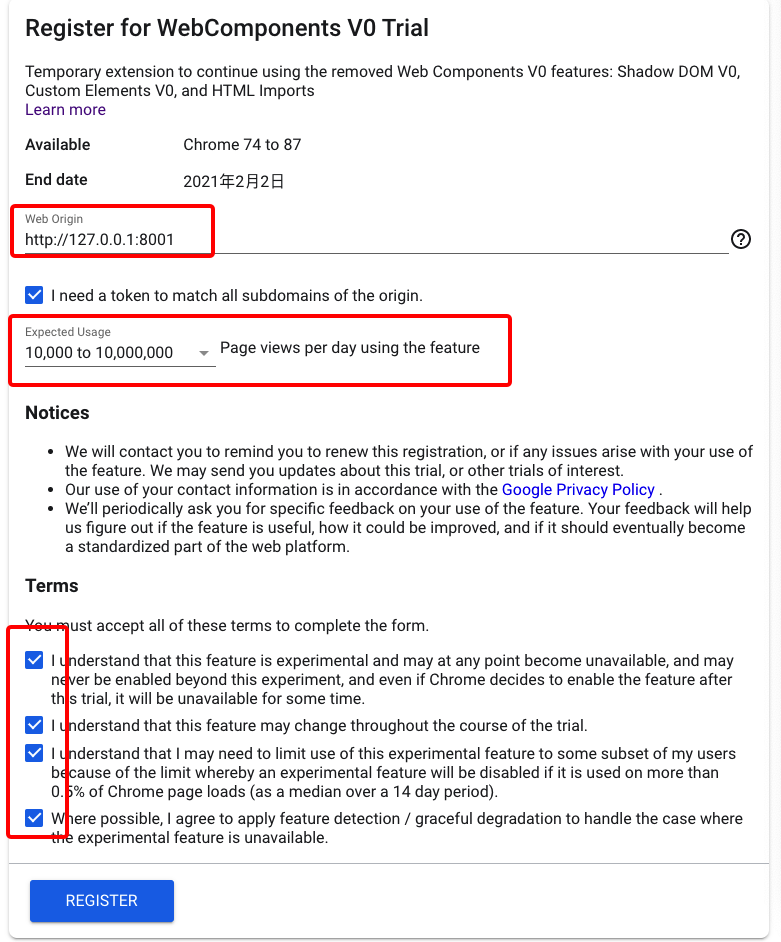 Register for WebComponents V0 Trial
Temporary extension to continue using the removed Web Components V0 features: Shadow DOM V0,
Custom Elements V0, and HTML Imports
Learn more
Available Chrome 74 to 87
End date 2021年2月2日
Web Origin
http://127.0.0.1:8001
I need a token to match all subdomains of the origin.
Expected Usage
10,000 to 10,000,000 Page views per day using the feature
Notices
• We will contact you to remind you to renew this registration, or if any issues arise with your use of
the feature. We may send you updates about this trial, or other trials of interest.
• Our use of your contact information is in accordance with the Google Privacy Policy .
• We’ll periodically ask you for specific feedback on your use of the feature. Your feedback will help
us figure out if the feature is useful, how it could be improved, and if it should eventually become
a standardized part of the web platform.
Terms
You must accept all of these terms to complete the form.
I understand that this feature is experimental and may at any point become unavailable, and may
never be enabled beyond this experiment, and even if Chrome decides to enable the feature after
this trial, it will be unavailable for some time.
I understand that this feature may change throughout the course of the trial.
I understand that I may need to limit use of this experimental feature to some subset of my users
because of the limit whereby an experimental feature will be disabled if it is used on more than
0.5% of Chrome page loads (as a median over a 14 day period).
Where possible, I agree to apply feature detection / graceful degradation to handle the case where
the experimental feature is unavailable.
REGISTER